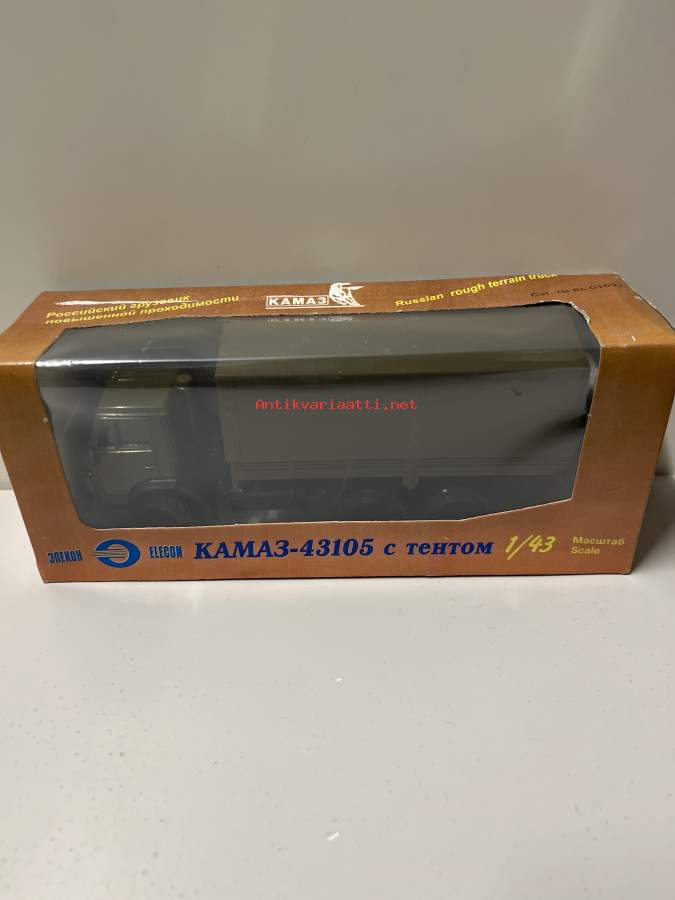 Российский грузовик
повышенной проходимости
КАМАЗ
Russian rough terrain truck
Antikvariaatti.net
ЭЛЕКОН
ELECON
КАМАЗ-43105 с тентом
1/43
Масштаб
Scale